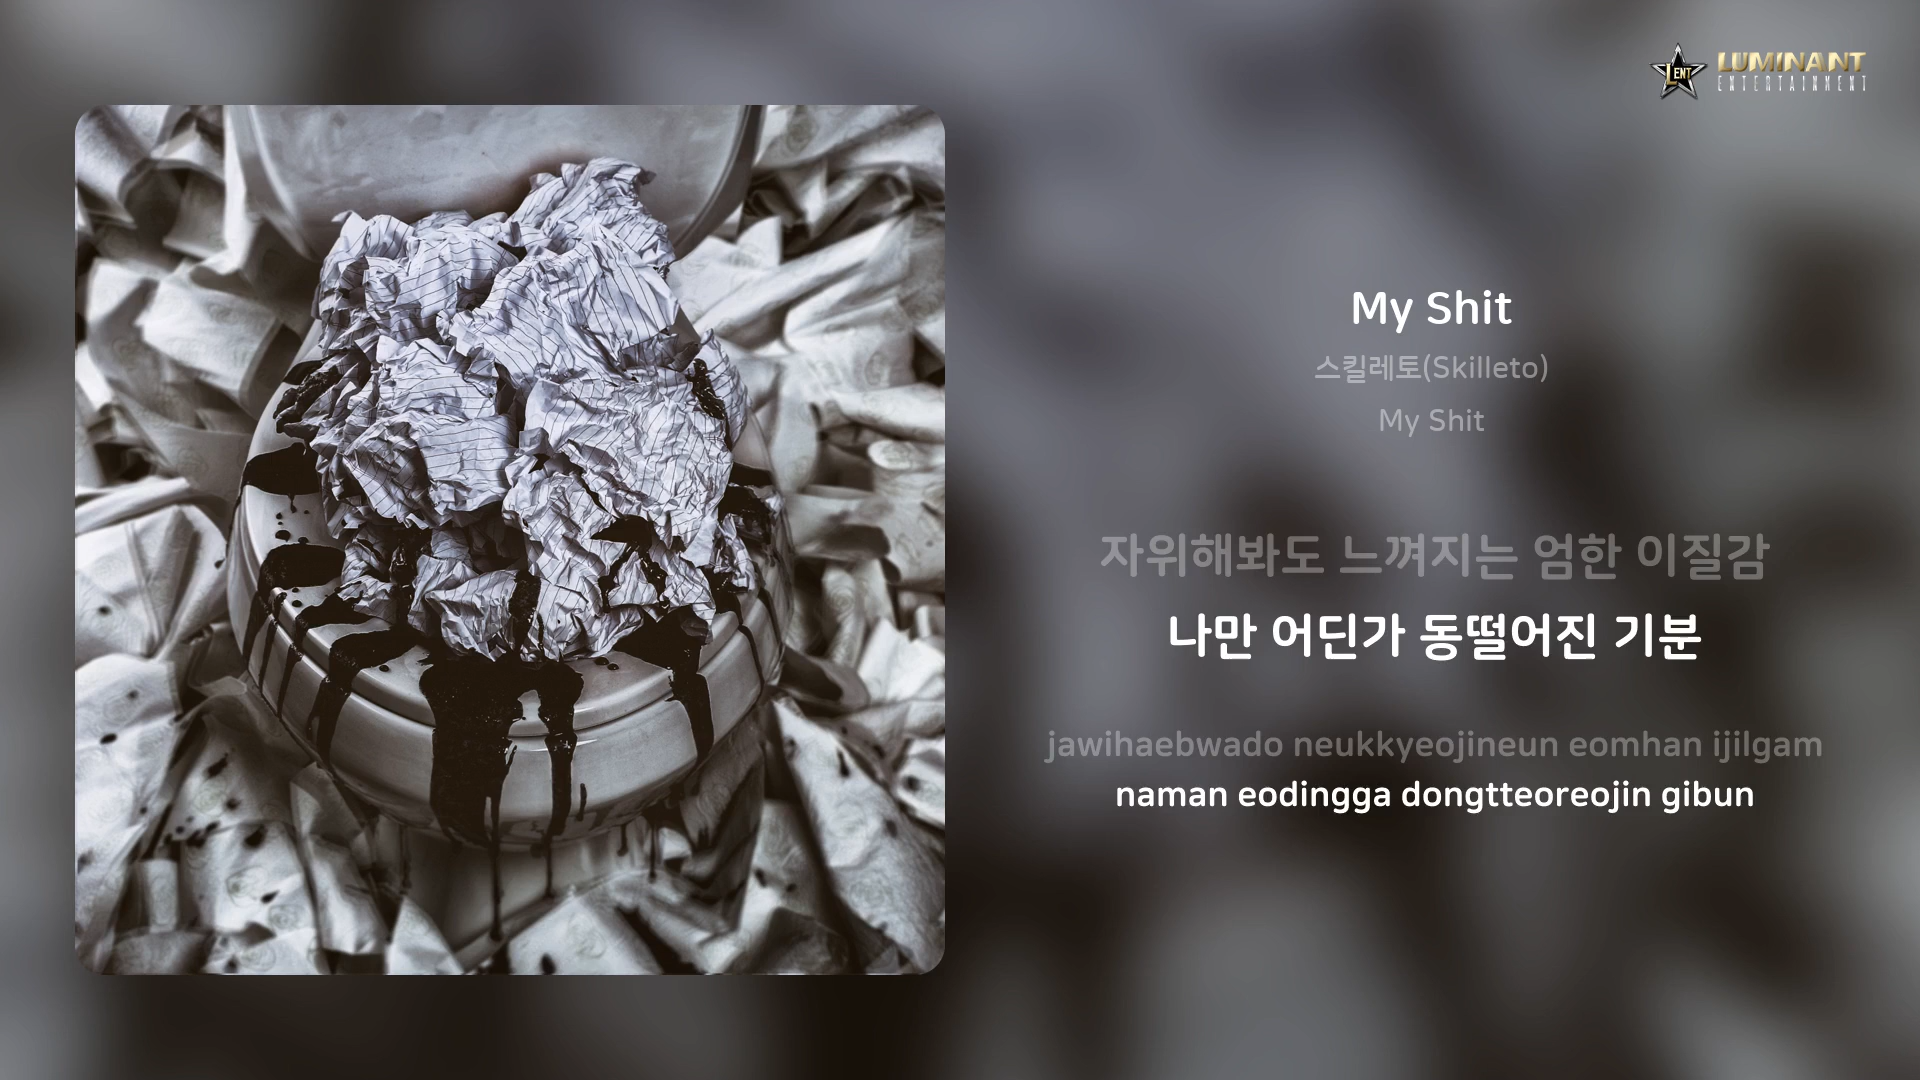 LENT
LUMINANT
ENTERTAINMENT
My Shit
스킬레토(Skilleto)
My Shit
자위해봐도 느껴지는 엄한 이질감
나만 어딘가 동떨어진 기분
jawihaebwado neukkyeojineun eomhan ijilgam
naman eodingga dongtteoreojin gibun